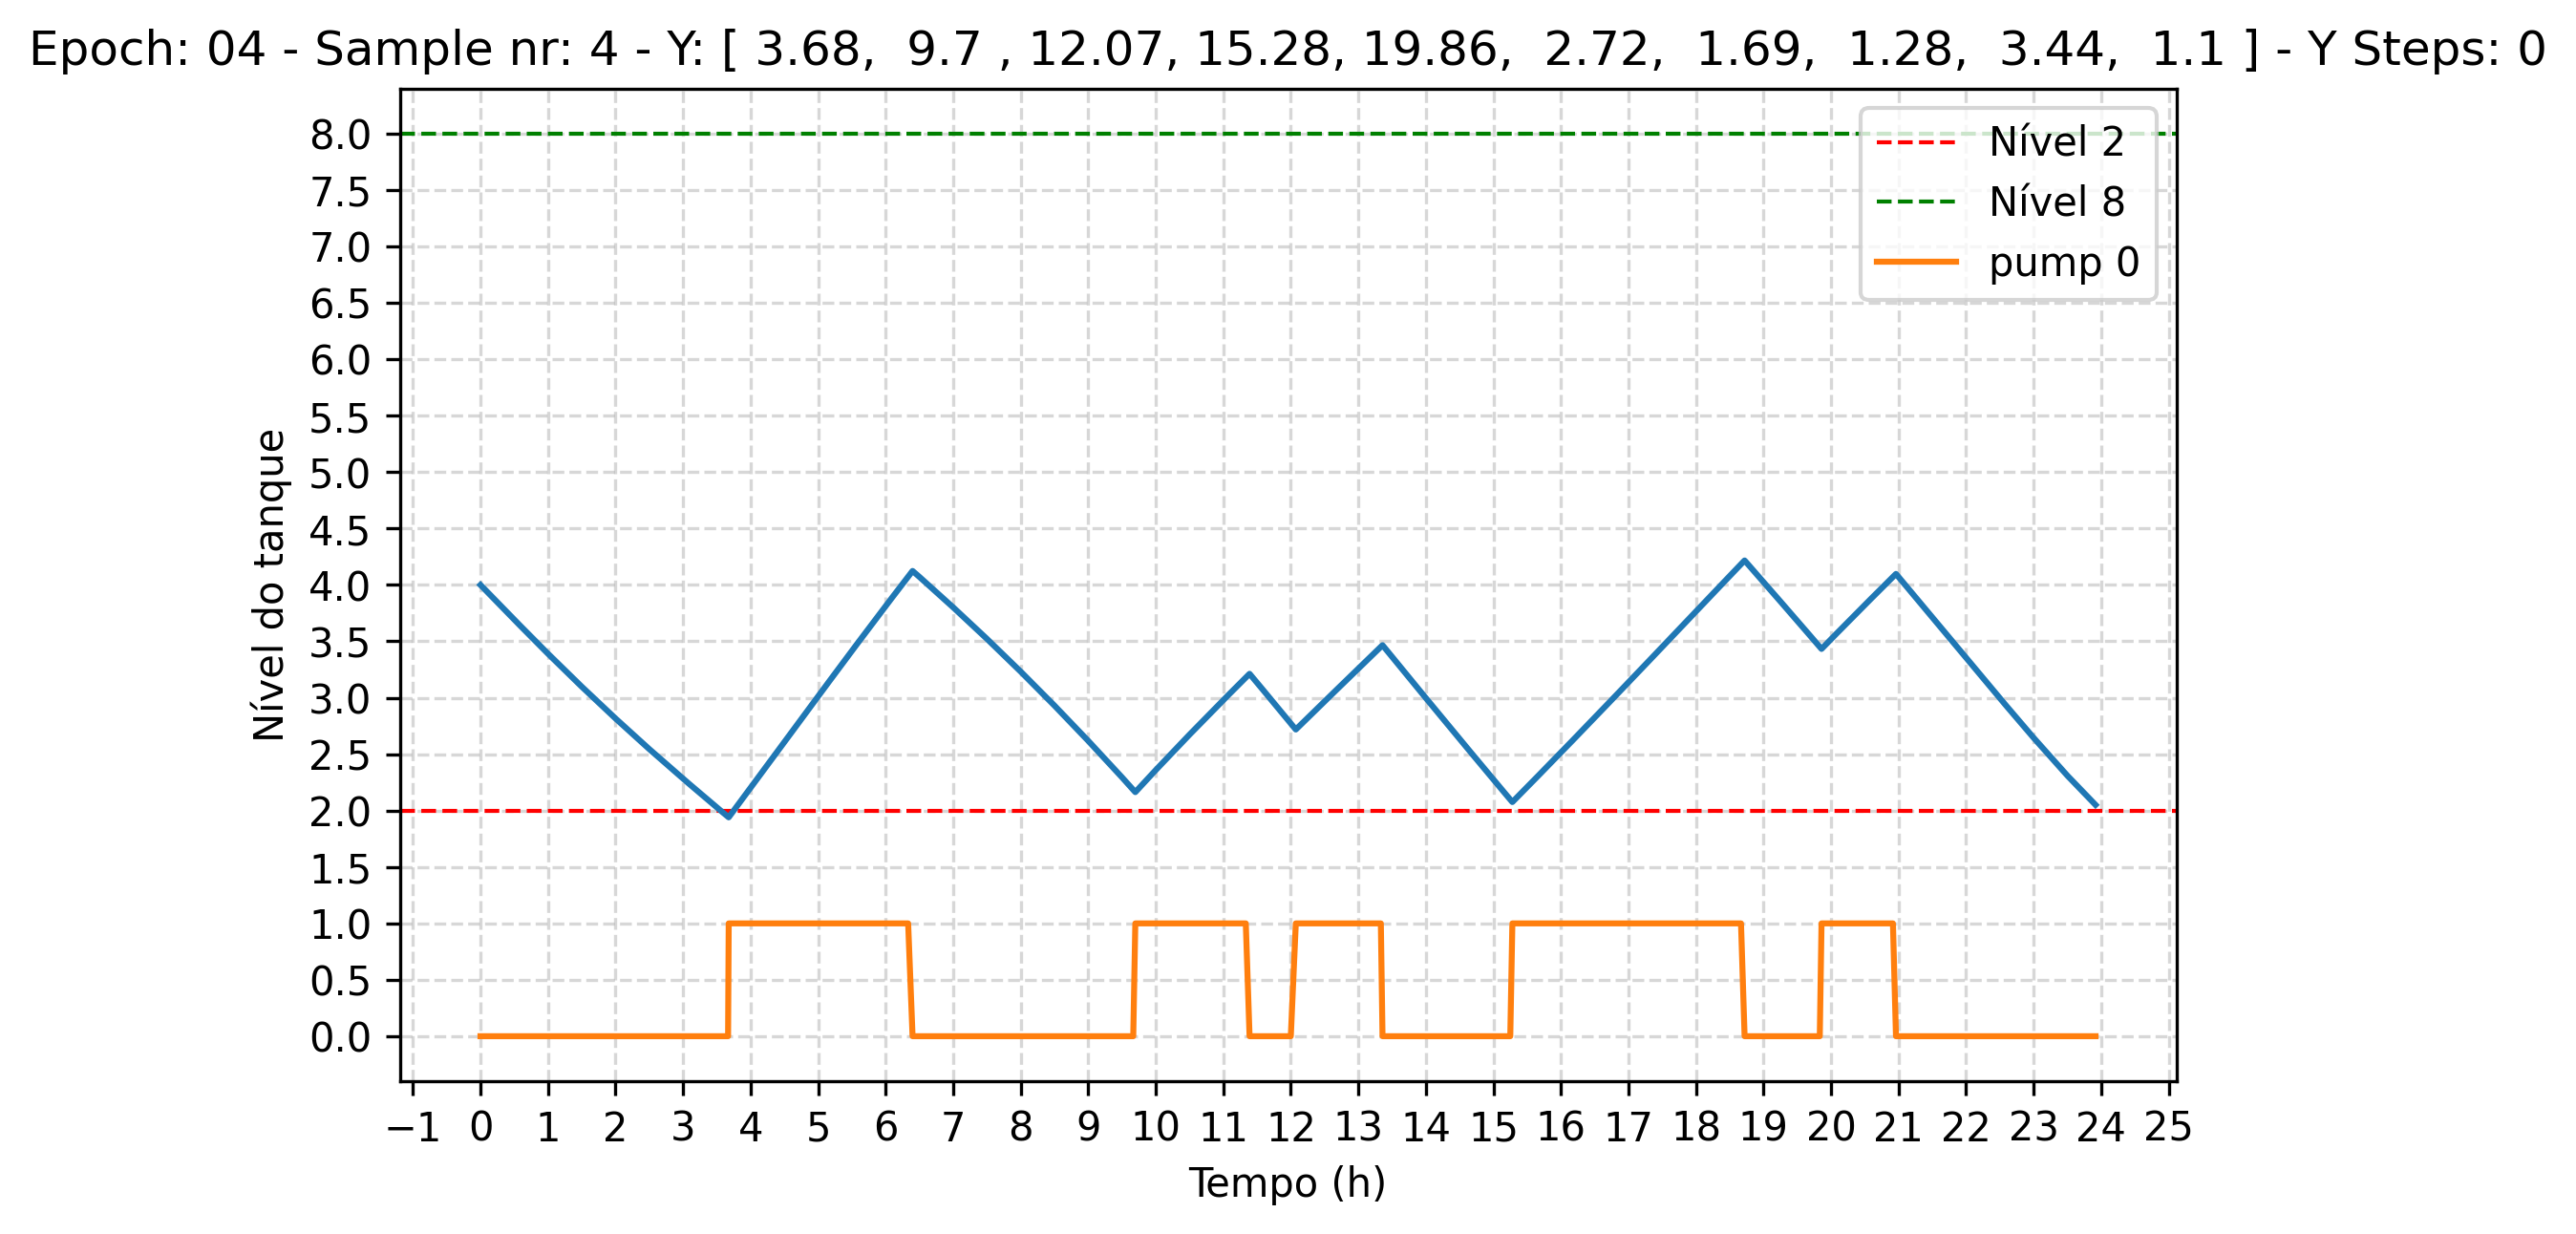 Epoch: 04 - Sample nr: 4 - Y: [ 3.68,  9.7 , 12.07, 15.28, 19.86,  2.72,  1.69,  1.28,  3.44,  1.1 ] - Y Steps: 0
Nível 2
Nível 8
pump 0
Nível do tanque
8.0
7.5
7.0
6.5
6.0
5.5
5.0
4.5
4.0
3.5
3.0
2.5
2.0
1.5
1.0
0.5
0.0
−1 0 1 2 3 4 5 6 7 8 9 10 11 12 13 14 15 16 17 18 19 20 21 22 23 24 25
Tempo (h)